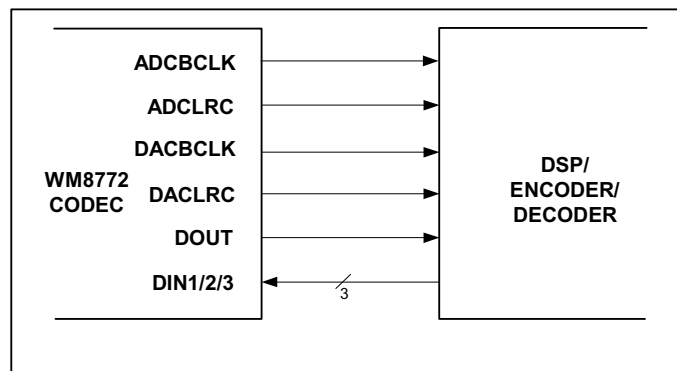 ADCBCLK
ADCLRC
DACBCLK
WM8772
CODEC
DACLRC
DOUT
DIN1/2/3
3
DSP/
ENCODER/
DECODER